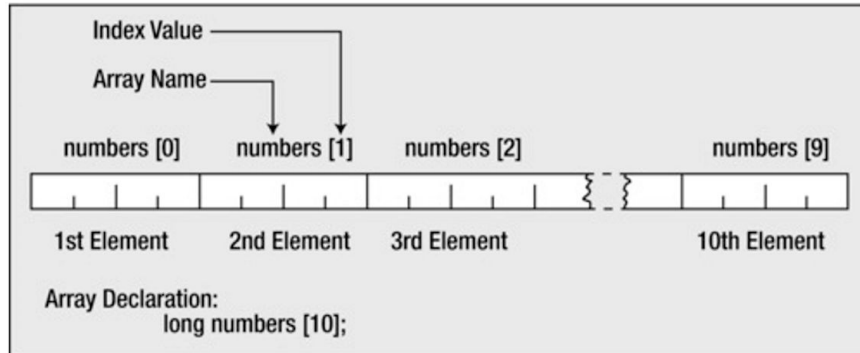 Index Value
Array Name
numbers [0] numbers [1] numbers [2] numbers [9]
1st Element 2nd Element 3rd Element 10th Element
Array Declaration:
long numbers [10];